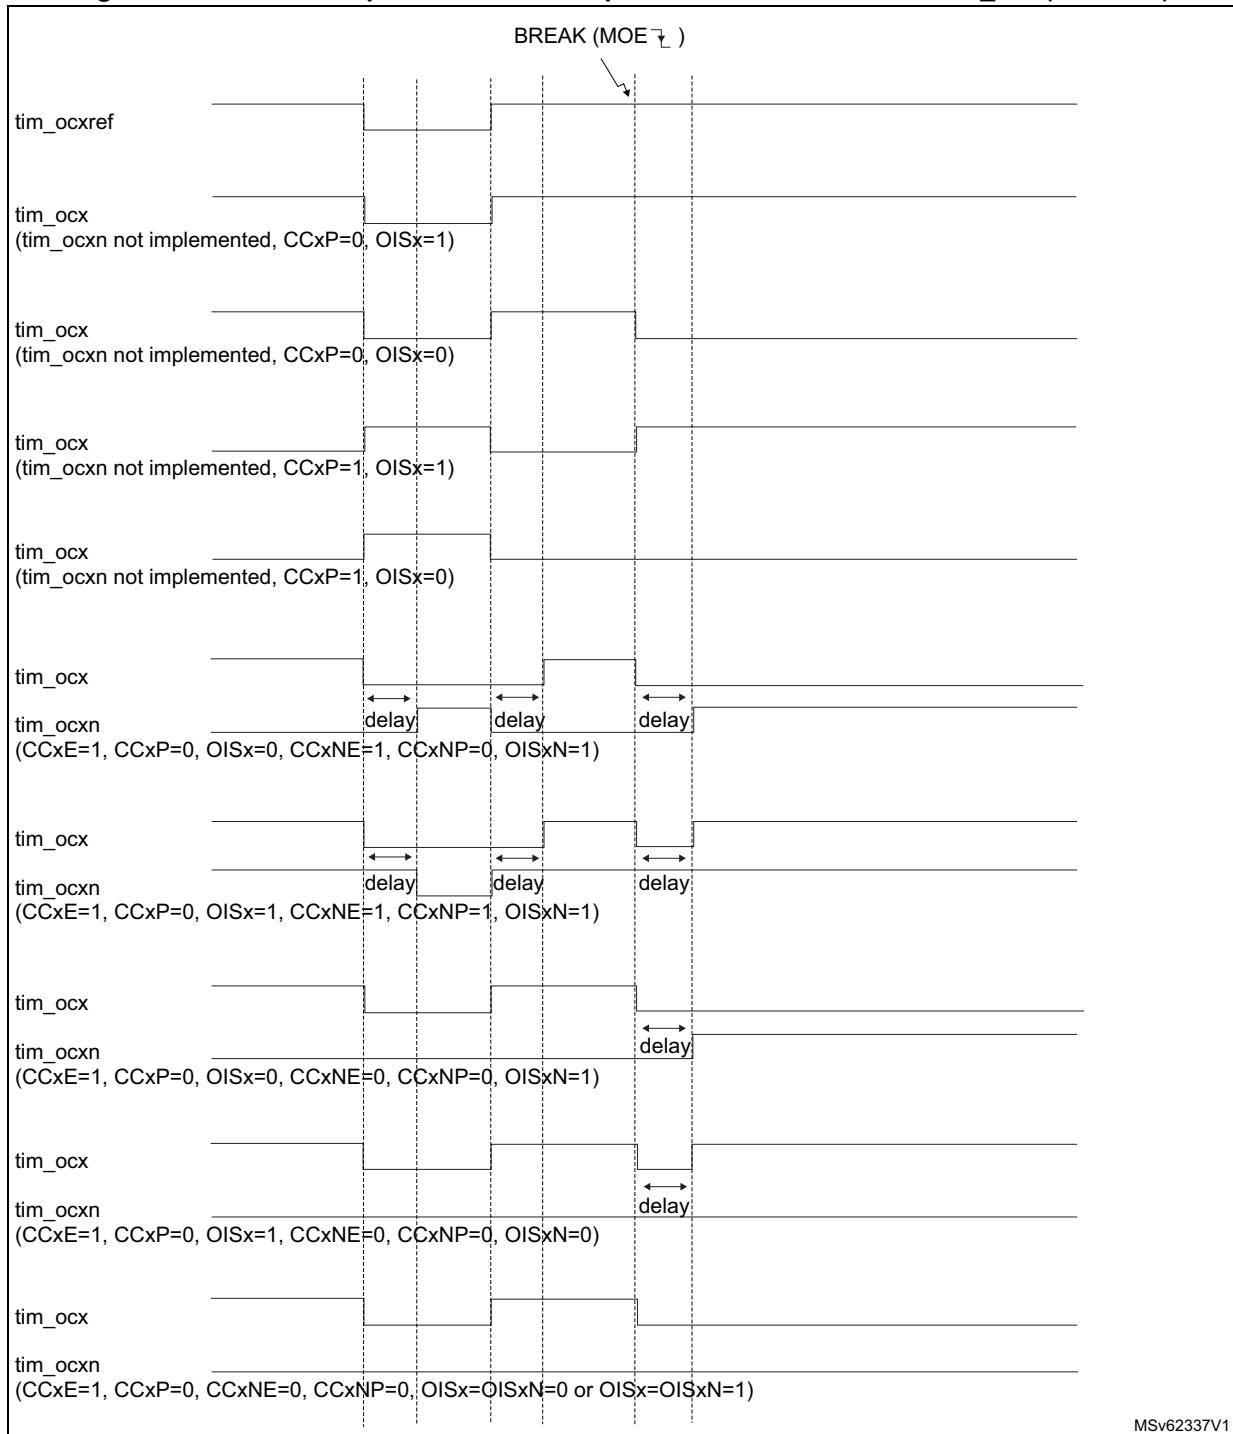 BREAK (MOE )
tim_ocxref
tim_ocx
(tim_ocxn not implemented, CCxP=0, OISx=1)
tim_ocx
(tim_ocxn not implemented, CCxP=0, OISx=0)
tim_ocx
(tim_ocxn not implemented, CCxP=1, OISx=1)
tim_ocx
(tim_ocxn not implemented, CCxP=1, OISx=0)
tim_ocx
delay delay delay
tim_ocxn
(CCxE=1, CCxP=0, OISx=0, CCxNE=1, CCxNP=0, OISxN=1)
tim_ocx
delay delay delay
tim_ocxn
(CCxE=1, CCxP=0, OISx=1, CCxNE=1, CCxNP=1, OISxN=1)
tim_ocx
delay
tim_ocxn
(CCxE=1, CCxP=0, OISx=0, CCxNE=0, CCxNP=0, OISxN=1)
tim_ocx
delay
tim_ocxn
(CCxE=1, CCxP=0, OISx=1, CCxNE=0, CCxNP=0, OISxN=0)
tim_ocx
tim_ocxn
(CCxE=1, CCxP=0, CCxNE=0, CCxNP=0, OISx=OISxN=0 or OISx=OISxN=1)
MSv62337V1